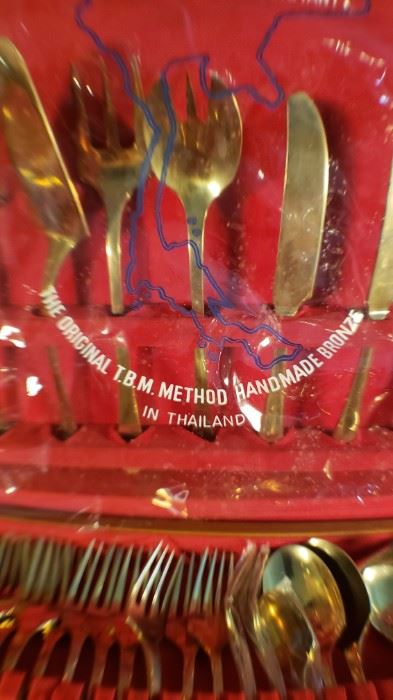 THE ORIGINAL T.B.M. METHOD HANDMADE BRONZE
IN THAILAND